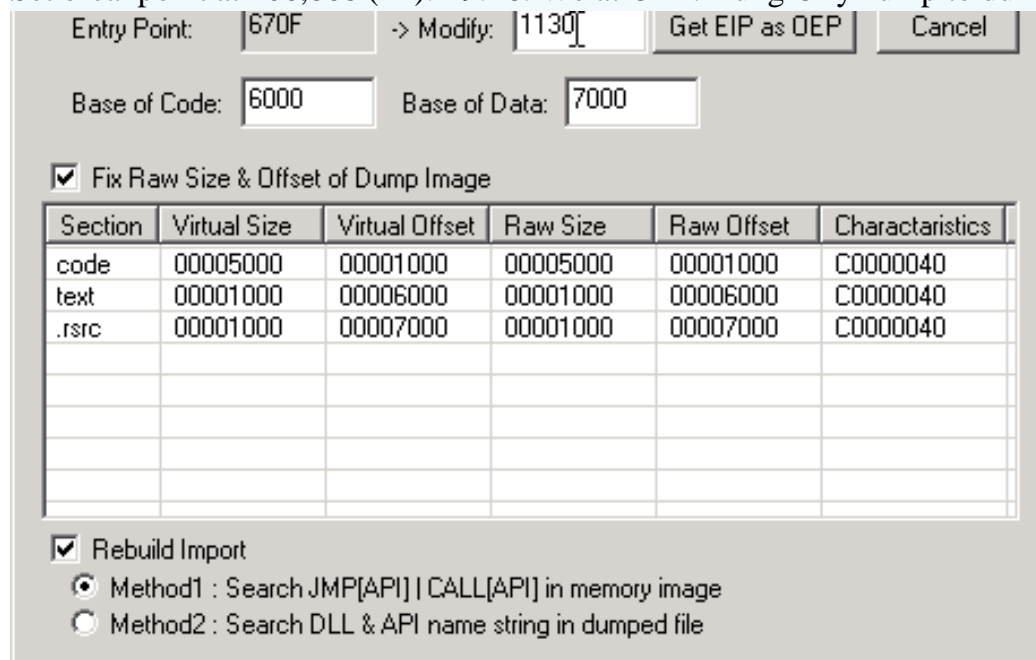 Entry Point: 670F -> Modify: 1130 Get EIP as OEP Cancel
Base of Code: 6000 Base of Data: 7000
Fix Raw Size & Offset of Dump Image
Section Virtual Size Virtual Offset Raw Size Raw Offset Charactaristics
code 00005000 00001000 00005000 00001000 C0000040
text 00001000 00006000 00001000 00006000 C0000040
.rsrc 00001000 00007000 00001000 00007000 C0000040
Rebuild Import
Method1 : Search JMP[API] | CALL[API] in memory image
Method2 : Search DLL & API name string in dumped file